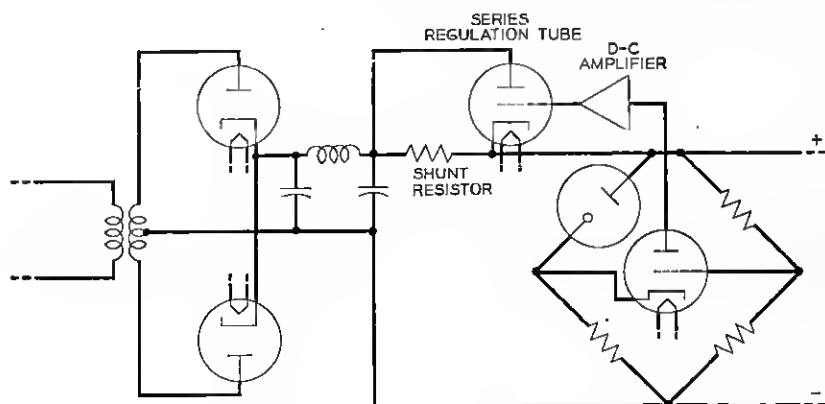 SERIES
REGULATION TUBE
D-C
AMPLIFIER
+
SHUNT
RESISTOR
-